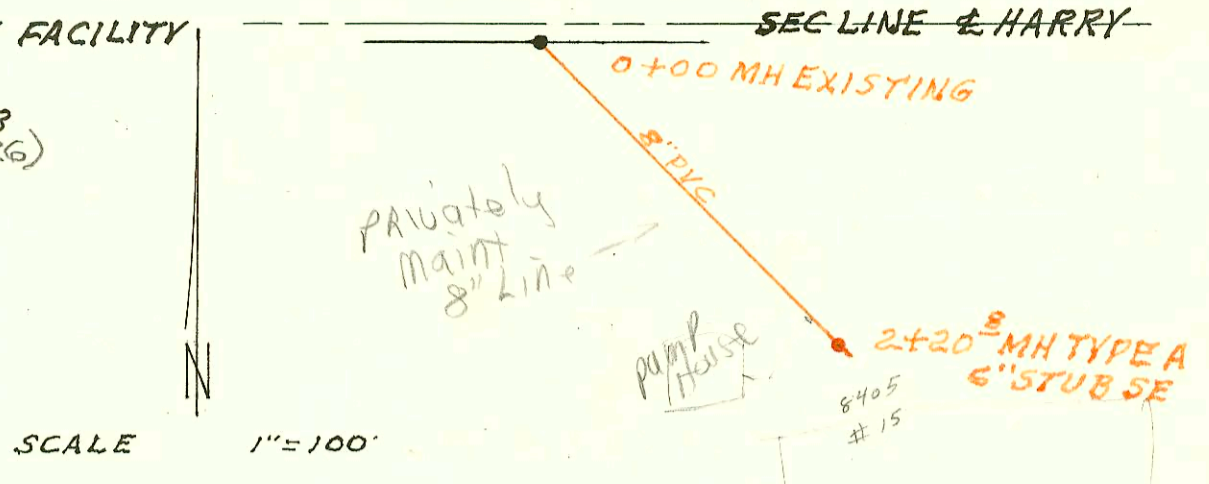 FACILITY
SEC LINE ℄ HARRY
0+00 MH EXISTING
8" PVC
PRIvately
Maint
8" Line
pump
House
2+20⁸ MH TYPE A
6" STUB SE
8405
# 15
N
SCALE 1"=100'